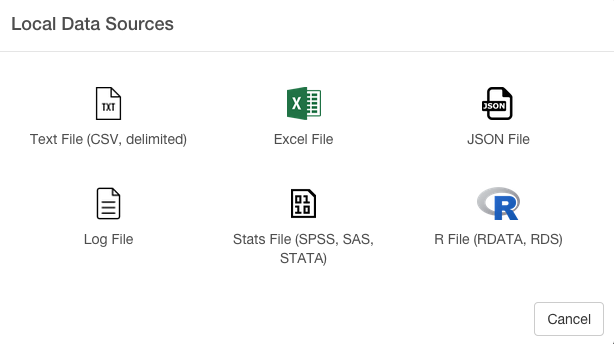 Local Data Sources
TXT
X
JSON
Text File (CSV, delimited)
Excel File
JSON File
01
10
R
Log File
Stats File (SPSS, SAS,
STATA)
R File (RDATA, RDS)
Cancel